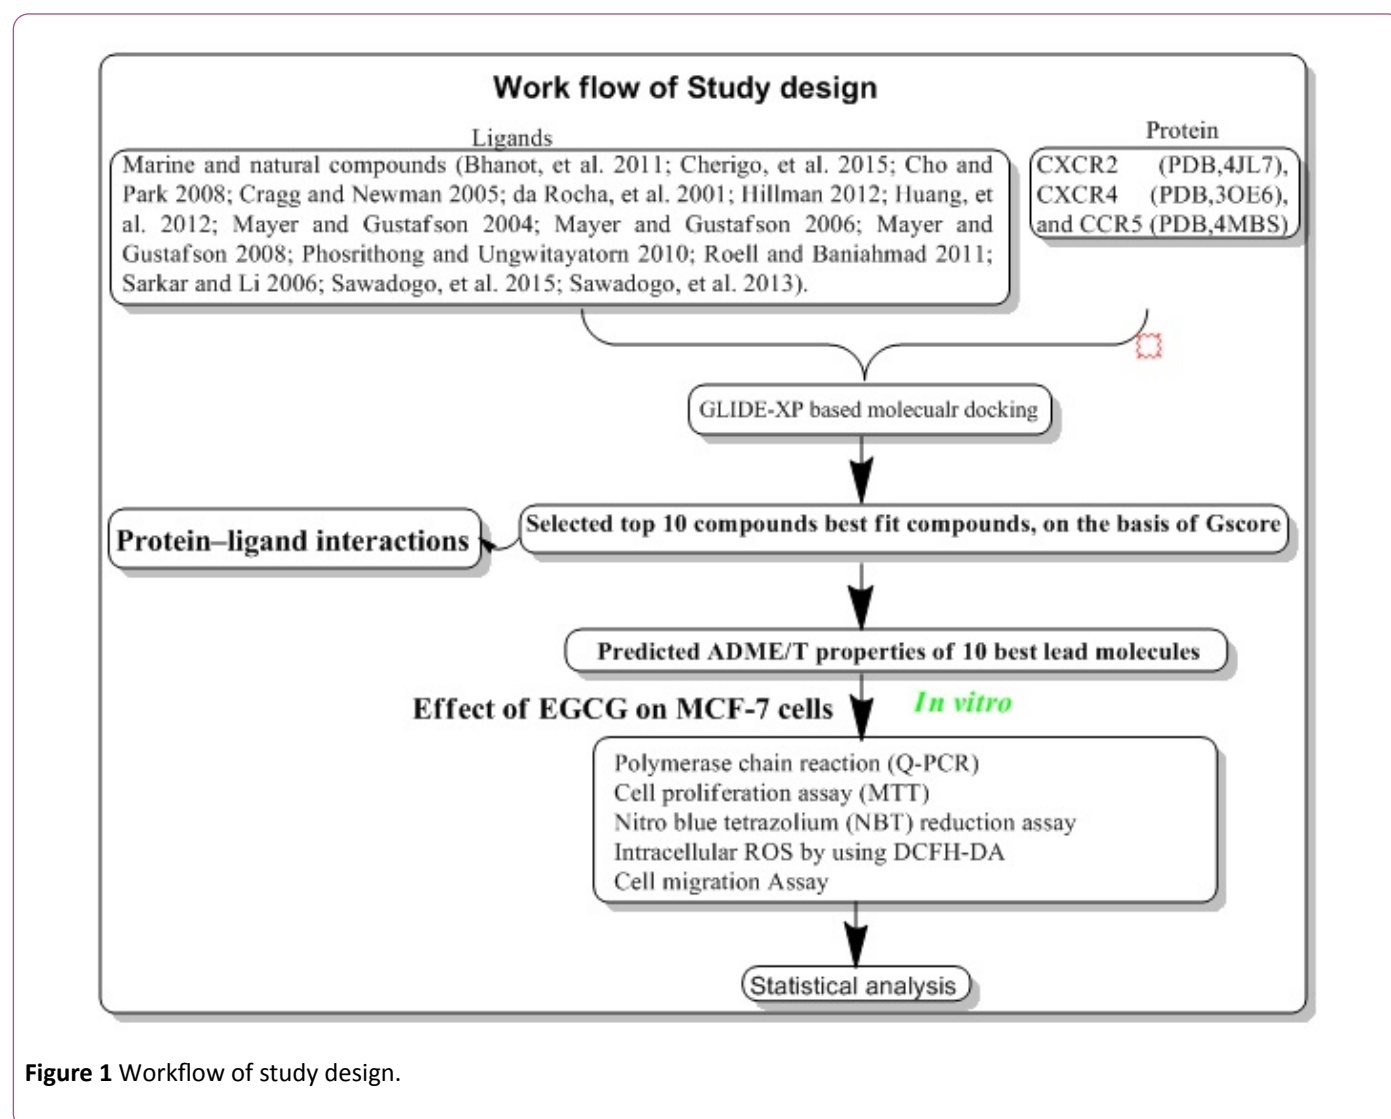 Work flow of Study design
Ligands
Marine and natural compounds (Bhanot, et al. 2011; Cherigo, et al. 2015; Cho and
Park 2008; Cragg and Newman 2005; da Rocha, et al. 2001; Hillman 2012; Huang, et
al. 2012; Mayer and Gustafson 2004; Mayer and Gustafson 2006; Mayer and
Gustafson 2008; Phosrithong and Ungwitayatorn 2010; Roell and Baniahmad 2011;
Sarkar and Li 2006; Sawadogo, et al. 2015; Sawadogo, et al. 2013).
Protein
CXCR2 (PDB,4JL7),
CXCR4 (PDB,3OE6),
and CCR5 (PDB,4MBS)
GLIDE-XP based molecualr docking
Selected top 10 compounds best fit compounds, on the basis of Gscore
Protein–ligand interactions
Predicted ADME/T properties of 10 best lead molecules
Effect of EGCG on MCF-7 cells
In vitro
Polymerase chain reaction (Q-PCR)
Cell proliferation assay (MTT)
Nitro blue tetrazolium (NBT) reduction assay
Intracellular ROS by using DCFH-DA
Cell migration Assay
Statistical analysis
Figure 1 Workflow of study design.